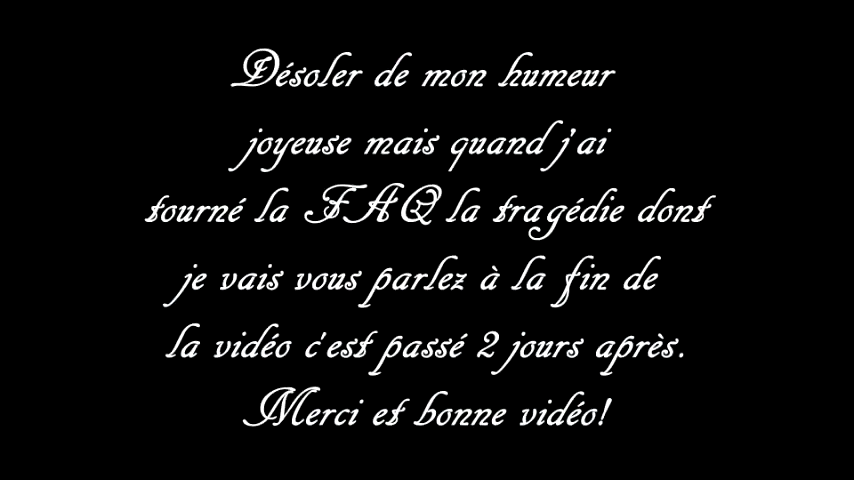 Désoler de mon humeur
joyeuse mais quand j'ai
tourné la FAQ la tragédie dont
je vais vous parlez à la fin de
la vidéo c'est passé 2 jours après.
Merci et bonne vidéo!